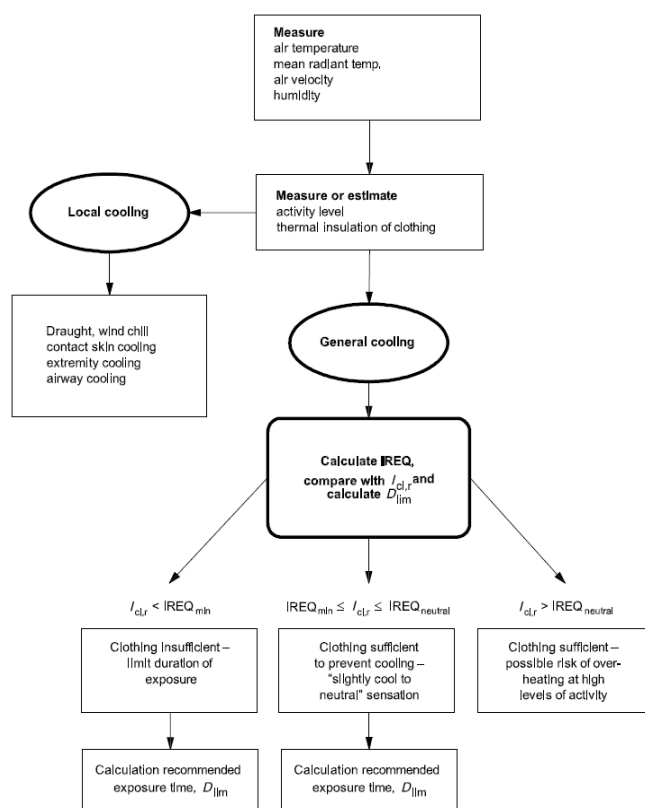 Measure
air temperature
mean radiant temp.
air velocity
humidity
Measure or estimate
activity level
thermal insulation of clothing
Local cooling
Draught, wind chill
contact skin cooling
extremity cooling
airway cooling
General cooling
Calculate IREQ,
compare with Icl,r and
calculate Dlim
Icl,r < IREQmin
IREQmin ≤ Icl,r ≤ IREQneutral
Icl,r > IREQneutral
Clothing insufficient –
limit duration of
exposure
Clothing sufficient
to prevent cooling –
"slightly cool to
neutral" sensation
Clothing sufficient –
possible risk of over-
heating at high
levels of activity
Calculation recommended
exposure time, Dlim
Calculation recommended
exposure time, Dlim